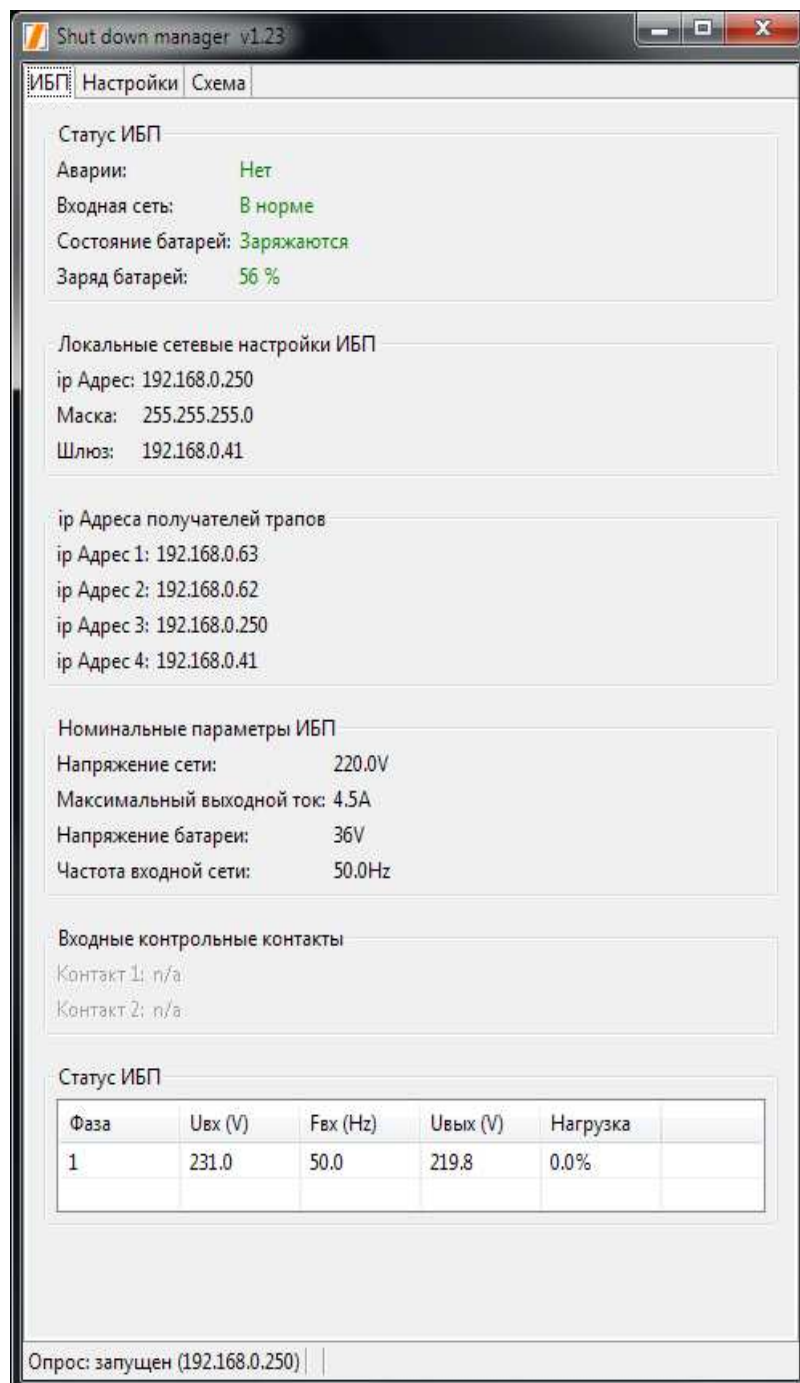 Shut down manager v1.23
ИБП Настройки Схема
Статус ИБП
Аварии: Нет
Входная сеть: В норме
Состояние батарей: Заряжаются
Заряд батарей: 56 %
Локальные сетевые настройки ИБП
ip Адрес: 192.168.0.250
Маска: 255.255.255.0
Шлюз: 192.168.0.41
ip Адреса получателей трапов
ip Адрес 1: 192.168.0.63
ip Адрес 2: 192.168.0.62
ip Адрес 3: 192.168.0.250
ip Адрес 4: 192.168.0.41
Номинальные параметры ИБП
Напряжение сети: 220.0V
Максимальный выходной ток: 4.5A
Напряжение батареи: 36V
Частота входной сети: 50.0Hz
Входные контрольные контакты
Контакт 1: n/a
Контакт 2: n/a
Статус ИБП
Фаза Uвх (V) Fвх (Hz) Uвых (V) Нагрузка
1 231.0 50.0 219.8 0.0%
Опрос: запущен (192.168.0.250)